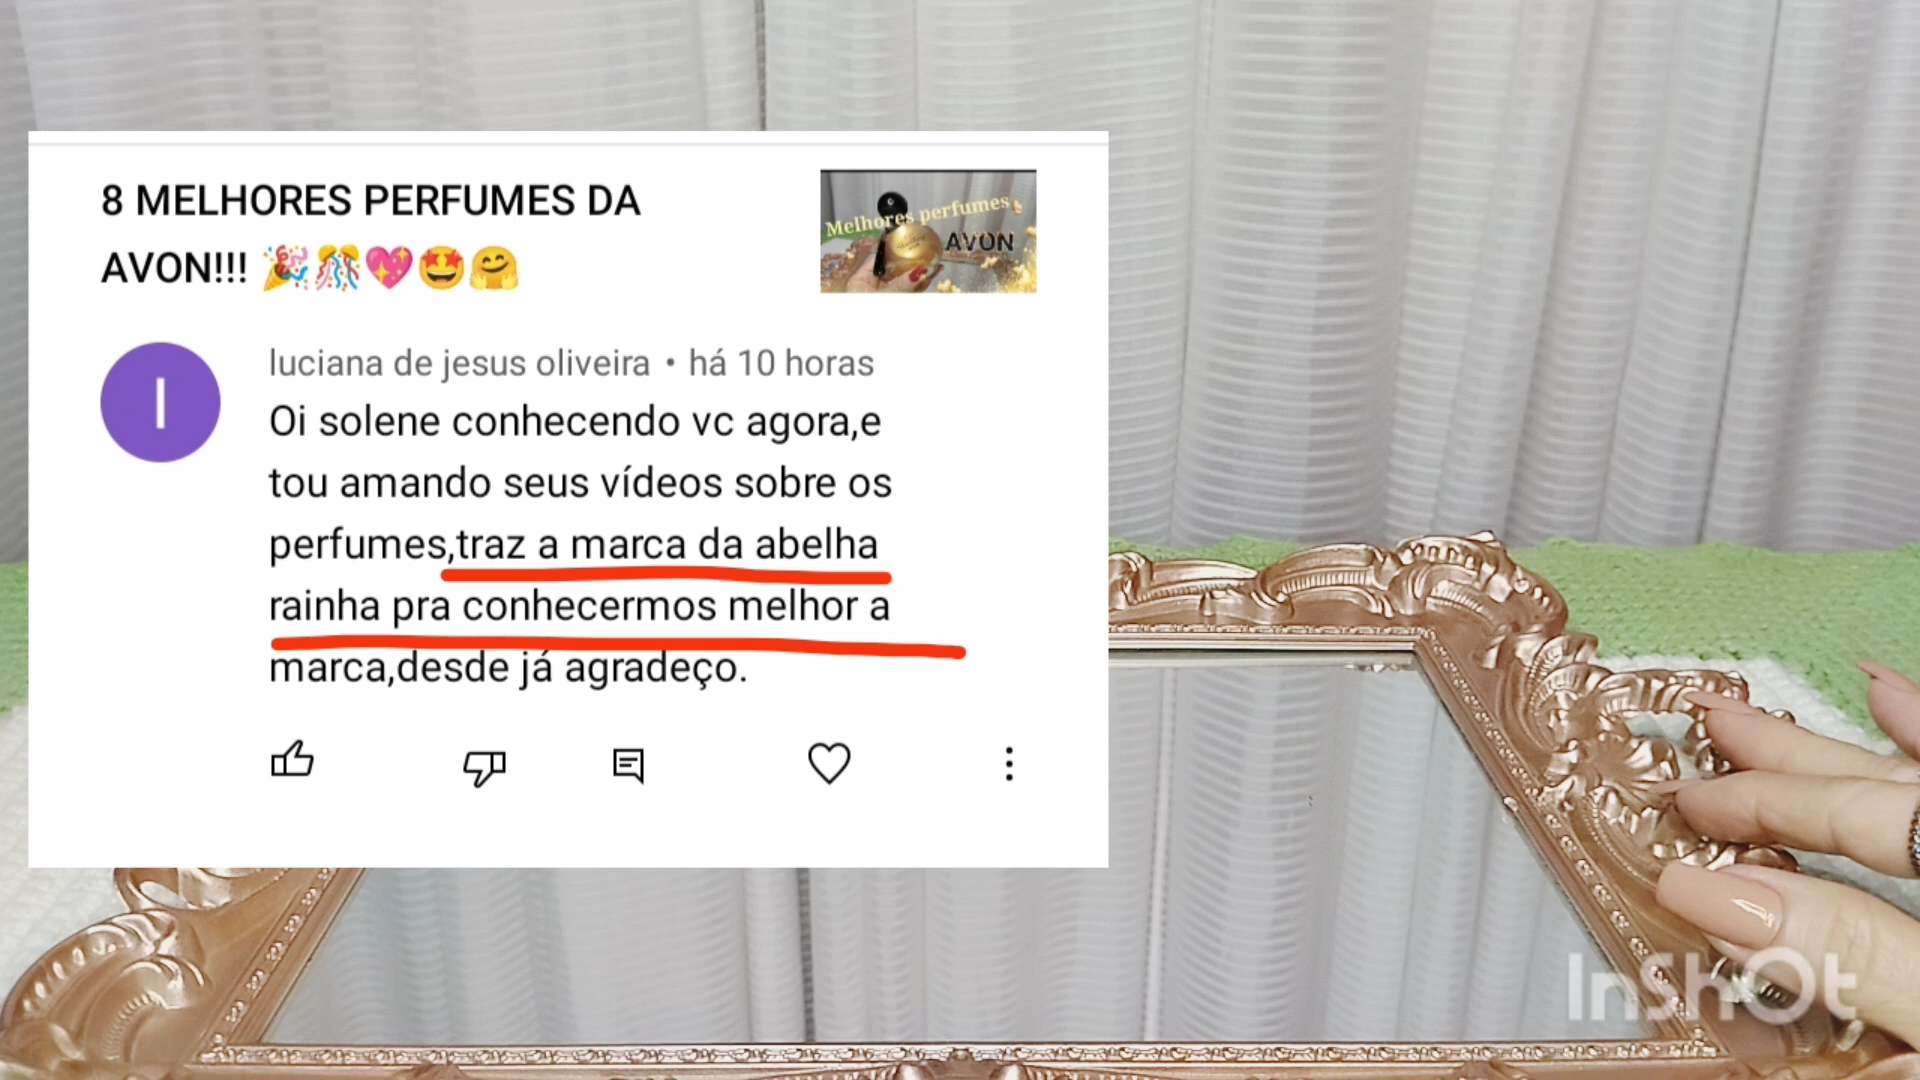 8 MELHORES PERFUMES DA
AVON!!! 🎉🎊💖🤩🤗
Melhores perfumes
AVON
l
luciana de jesus oliveira • há 10 horas
Oi solene conhecendo vc agora,e
tou amando seus vídeos sobre os
perfumes,traz a marca da abelha
rainha pra conhecermos melhor a
marca,desde já agradeço.
InShOt